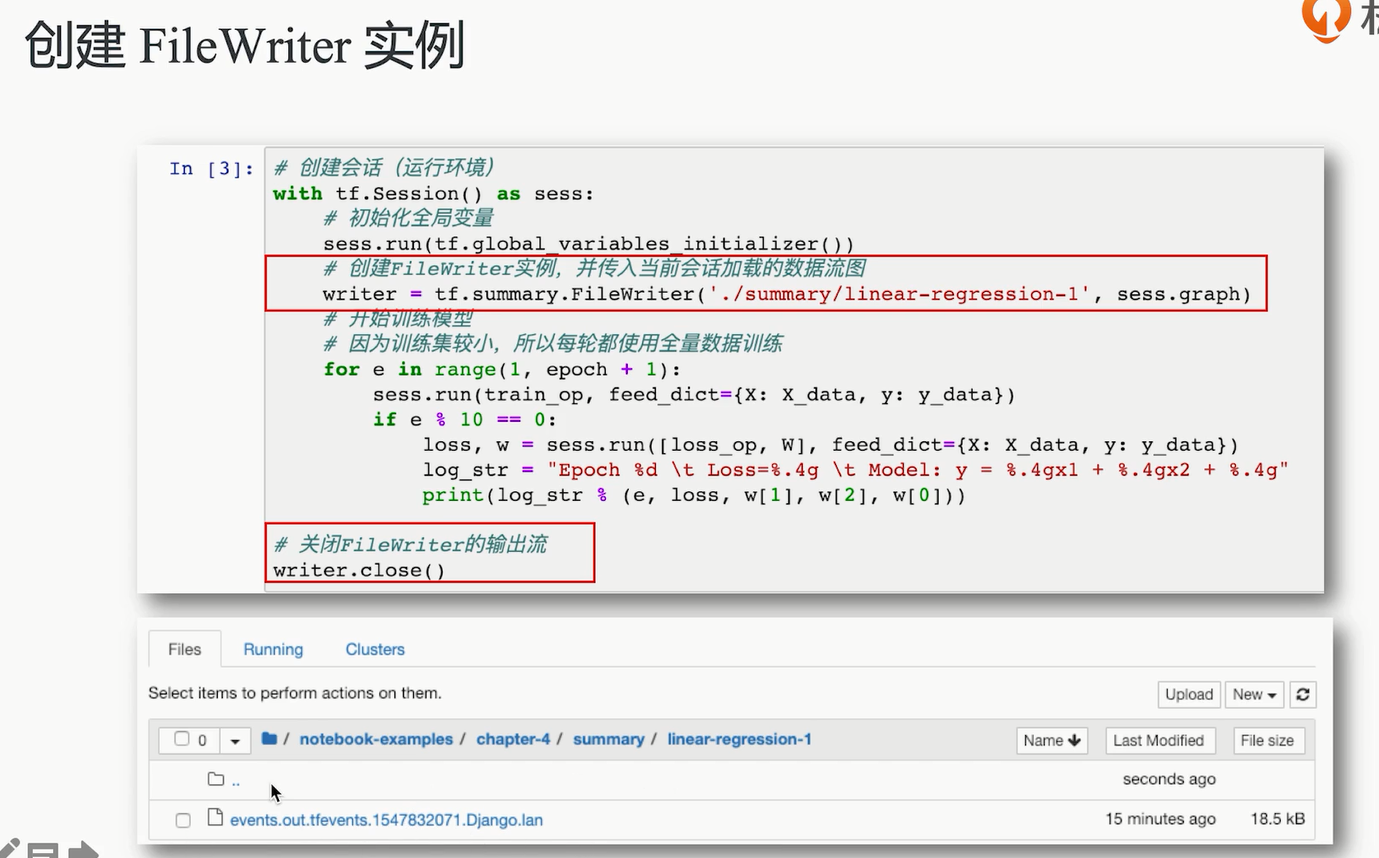 创建 FileWriter 实例
In [3]:
# 创建会话（运行环境）
with tf.Session() as sess:
# 初始化全局变量
sess.run(tf.global_variables_initializer())
# 创建FileWriter实例，并传入当前会话加载的数据流图
writer = tf.summary.FileWriter('./summary/linear-regression-1', sess.graph)
# 开始训练模型
# 因为训练集较小，所以每轮都使用全量数据训练
for e in range(1, epoch + 1):
sess.run(train_op, feed_dict={X: X_data, y: y_data})
if e % 10 == 0:
loss, w = sess.run([loss_op, W], feed_dict={X: X_data, y: y_data})
log_str = "Epoch %d \t Loss=%.4g \t Model: y = %.4gx1 + %.4gx2 + %.4g"
print(log_str % (e, loss, w[1], w[2], w[0]))
# 关闭FileWriter的输出流
writer.close()
Files Running Clusters
Select items to perform actions on them.
Upload New
0 / notebook-examples / chapter-4 / summary / linear-regression-1 Name Last Modified File size
.. seconds ago
events.out.tfevents.1547832071.Django.lan 15 minutes ago 18.5 kB